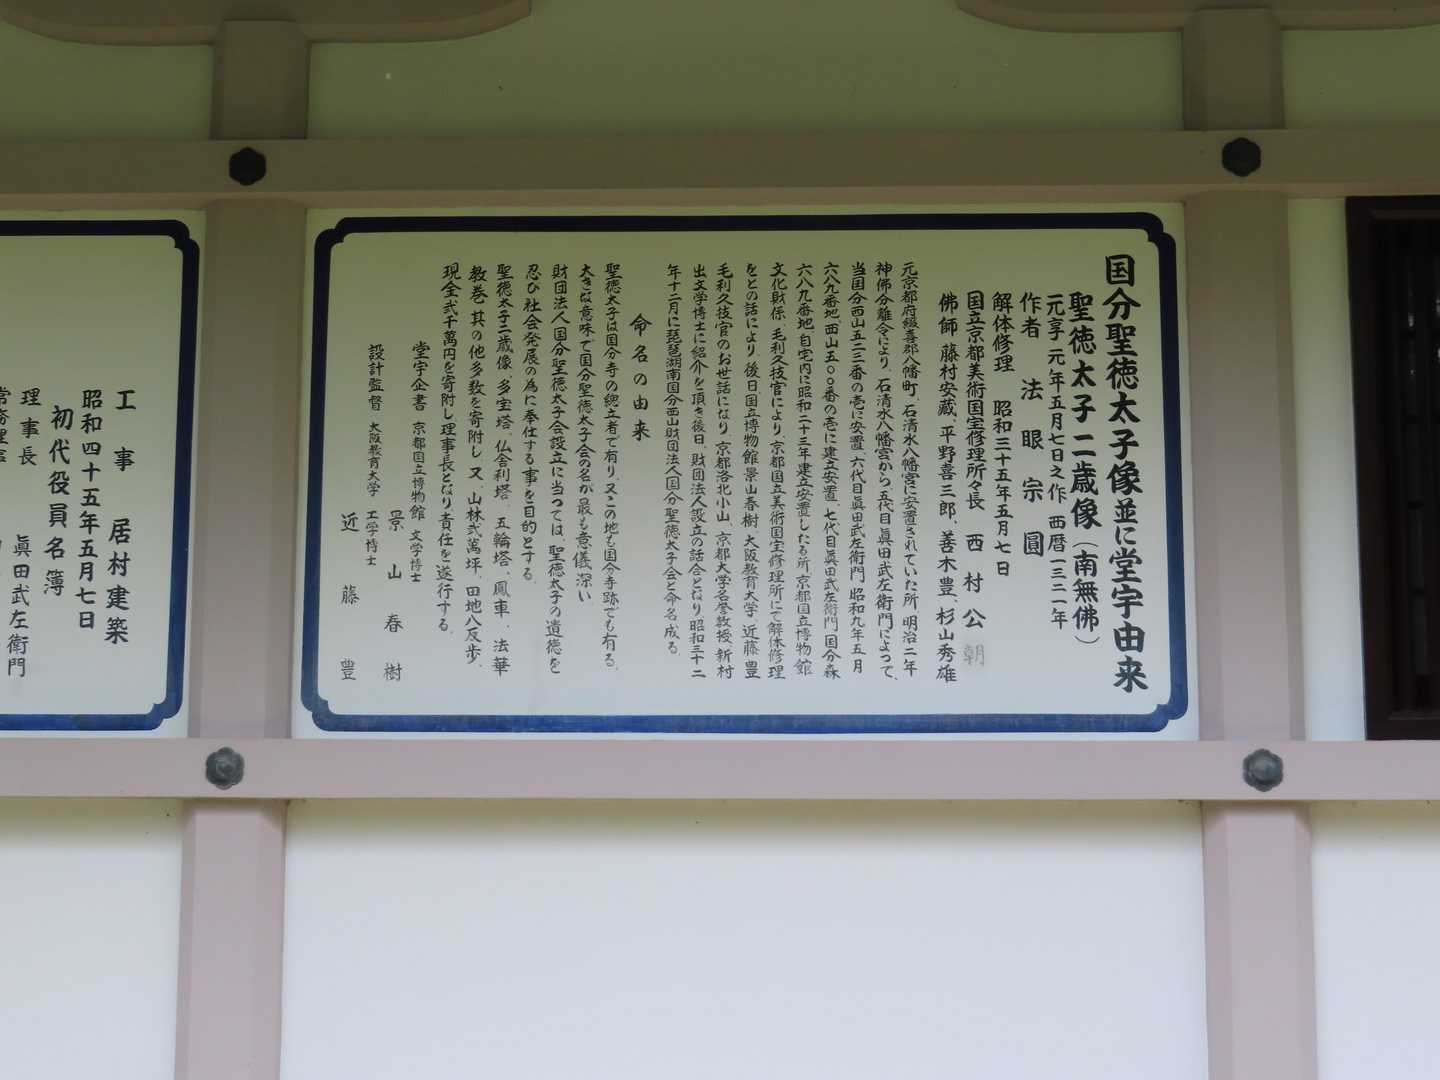 国分聖徳太子像並に堂宇由来
聖徳太子二歳像（南無佛）
元享元年五月七日之作 西暦一三二一年
作者 法眼宗圓
解体修理 昭和三十五年五月七日
国立京都美術国宝修理所々長 西村公朝
佛師 藤村安蔵、平野喜三郎、善木豊、杉山秀雄
元京都府綴喜郡八幡町、石清水八幡宮に安置されていた所、明治二年
神佛分離令により、石清水八幡宮から、五代目眞田武左衛門によつて、
当国分西山五二三番の壱に安置、六代目眞田武左衛門 昭和九年五月
六八九番地、西山五〇〇番の壱に建立安置、七代目眞田武左衛門国分森
六八九番地、自宅内に昭和二十三年建立安置したる所京都国立博物館
文化財係、毛利久技官により、京都国立美術国宝修理所にて解体修理
をとの話により、後日、国立博物館景山春樹、大阪教育大学 近藤豊
毛利久技官のお世話になり、京都洛北小山、京都大学名誉教授、新村
出文学博士に紹介を頂き後日、財団法人設立の話合となり昭和三十二
年十二月に琵琶湖南国分西山財団法人国分聖徳太子会と命名成る。
命名の由来
聖徳太子は国分寺の總立者で有り、又この地も国分寺跡でも有る。
大きな意味で国分聖徳太子会の名が最も意儀深い、
財団法人国分聖徳太子会設立に当つては、聖徳太子の遺徳を
忍び社会発展の為に奉仕する事を目的とする。
聖徳太子二歳像、多宝塔、仏舎利塔、五輪塔、鳳車、法華
教巻、其の他多数を寄附し、又、山林弐萬坪、田地八反歩、
現金弐千萬円を寄附し理事長となり責任を遂行する。
堂宇企書 京都国立博物館 文学博士 景山春樹
設計監督 大阪教育大学 工学博士 近藤豊
工事 居村建築
昭和四十五年五月七日
初代役員名簿
理事長 眞田武左衛門
常務理事